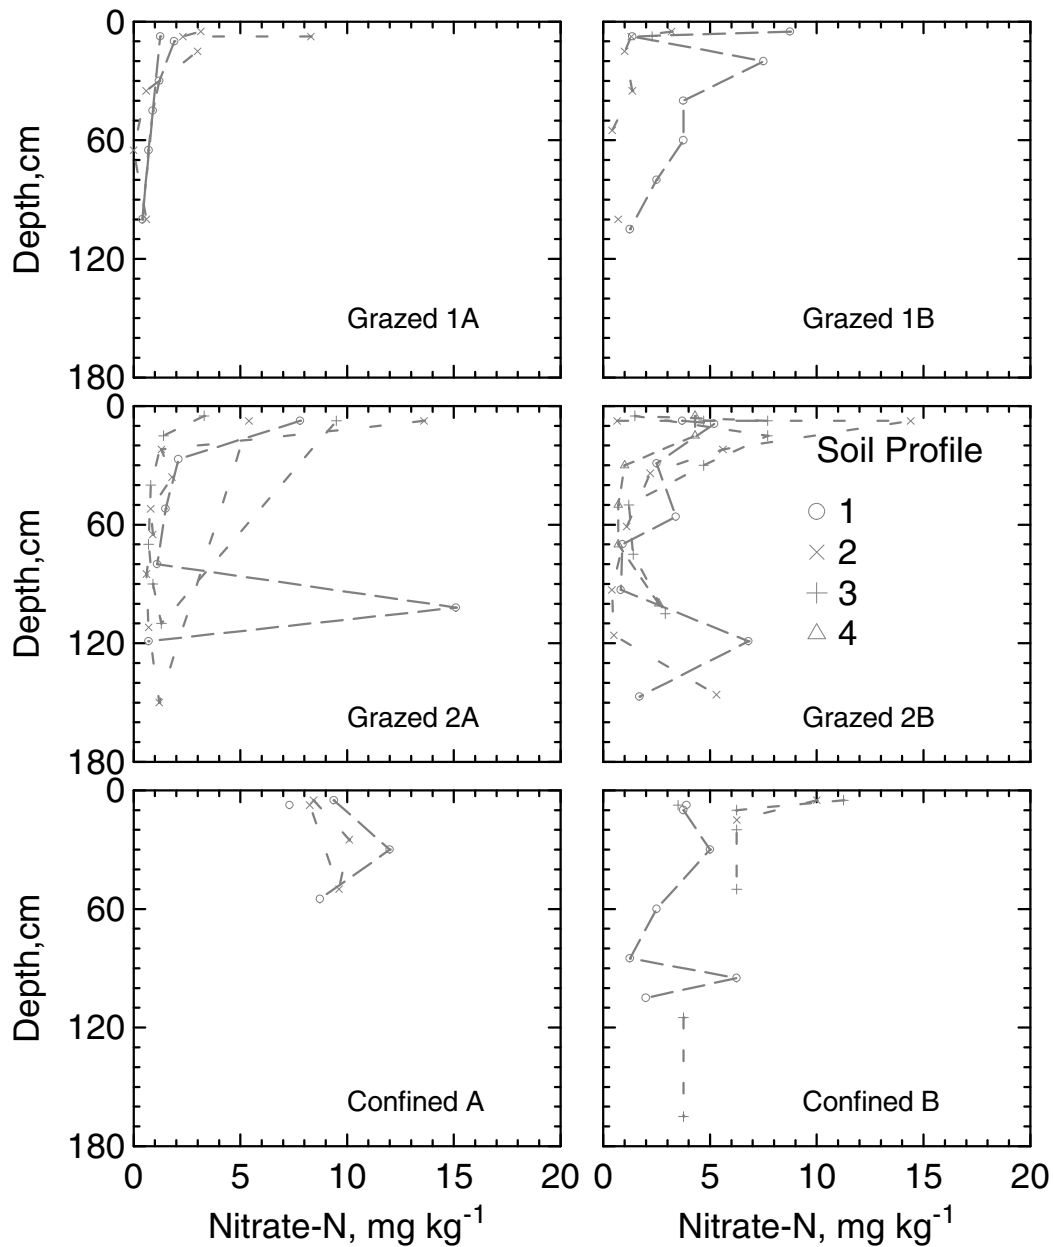 0
60
120
180
Depth,cm
Grazed 1A
Grazed 1B
0
60
120
180
Depth,cm
Grazed 2A
Soil Profile
1
2
3
4
Grazed 2B
0
60
120
180
Depth,cm
Confined A
Confined B
0 5 10 15 20
0 5 10 15 20
Nitrate-N, mg kg⁻¹
Nitrate-N, mg kg⁻¹